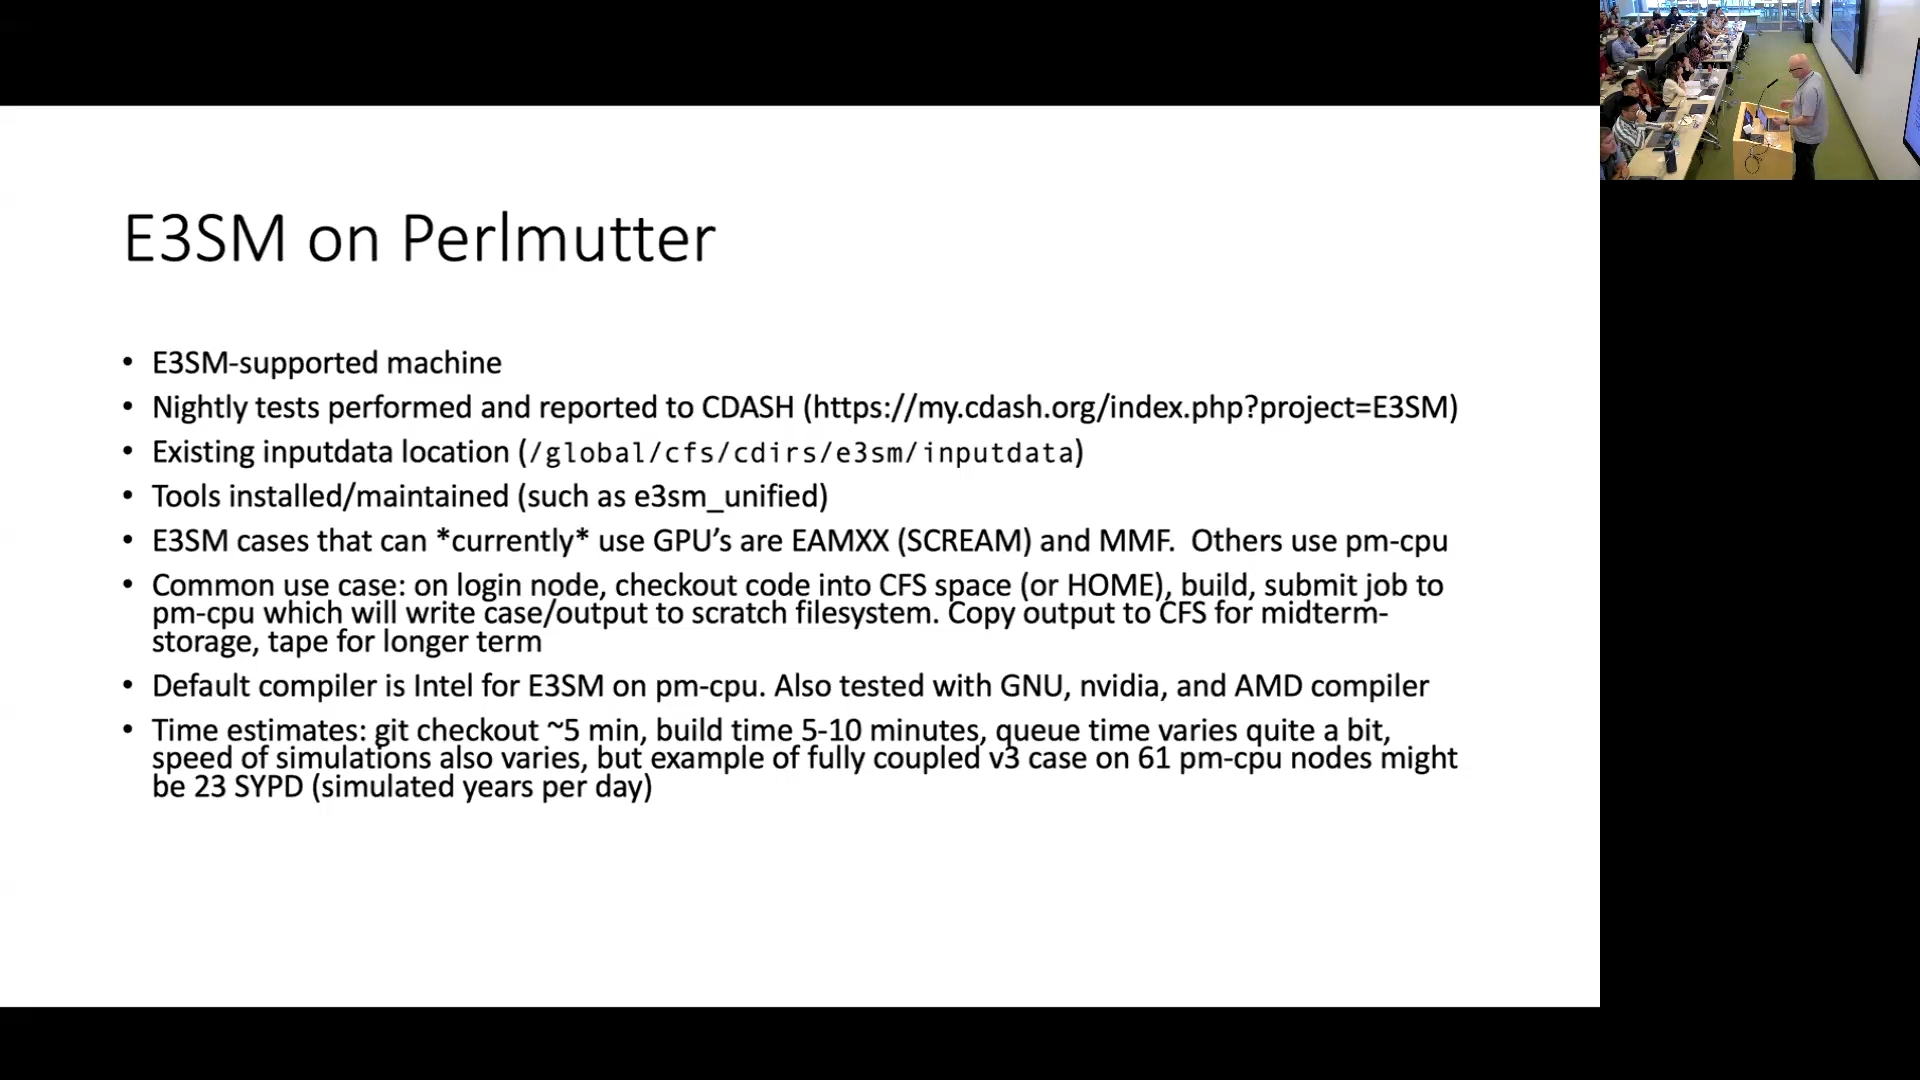 E3SM on Perlmutter
• E3SM-supported machine
• Nightly tests performed and reported to CDASH (https://my.cdash.org/index.php?project=E3SM)
• Existing inputdata location (/global/cfs/cdirs/e3sm/inputdata)
• Tools installed/maintained (such as e3sm_unified)
• E3SM cases that can *currently* use GPU’s are EAMXX (SCREAM) and MMF.  Others use pm-cpu
• Common use case: on login node, checkout code into CFS space (or HOME), build, submit job to
pm-cpu which will write case/output to scratch filesystem. Copy output to CFS for midterm-
storage, tape for longer term
• Default compiler is Intel for E3SM on pm-cpu. Also tested with GNU, nvidia, and AMD compiler
• Time estimates: git checkout ~5 min, build time 5-10 minutes, queue time varies quite a bit,
speed of simulations also varies, but example of fully coupled v3 case on 61 pm-cpu nodes might
be 23 SYPD (simulated years per day)